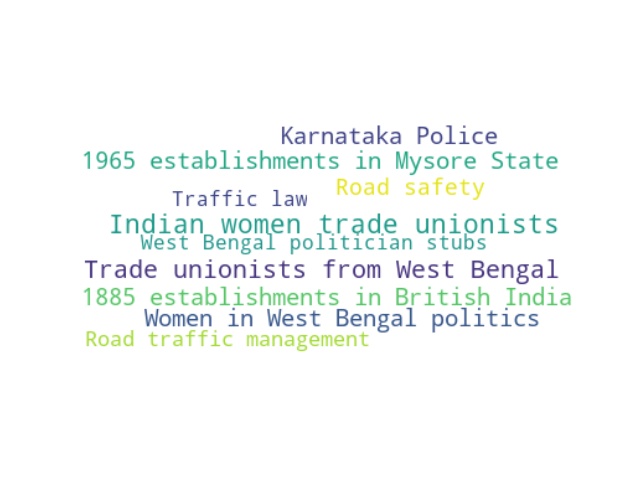 Karnataka Police
1965 establishments in Mysore State
Road safety
Traffic law
Indian women trade unionists
West Bengal politician stubs
Trade unionists from West Bengal
1885 establishments in British India
Women in West Bengal politics
Road traffic management